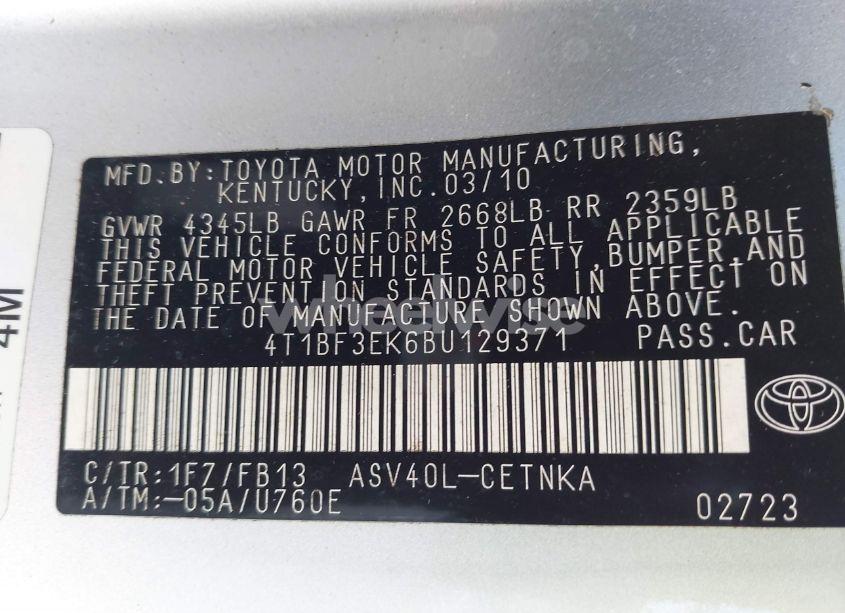 MFD.BY:TOYOTA MOTOR MANUFACTURING,
KENTUCKY,INC.03/10
GVWR 4345LB GAWR FR 2668LB RR 2359LB
THIS VEHICLE CONFORMS TO ALL APPLICABLE
FEDERAL MOTOR VEHICLE SAFETY,BUMPER,AND
THEFT PREVENTION STANDARDS IN EFFECT ON
THE DATE OF MANUFACTURE SHOWN ABOVE.
wheelwise
4T1BF3EK6BU129371 PASS.CAR
C/TR:1F7/FB13 ASV40L-CETNKA
A/TM:-05A/U760E 02723
4M